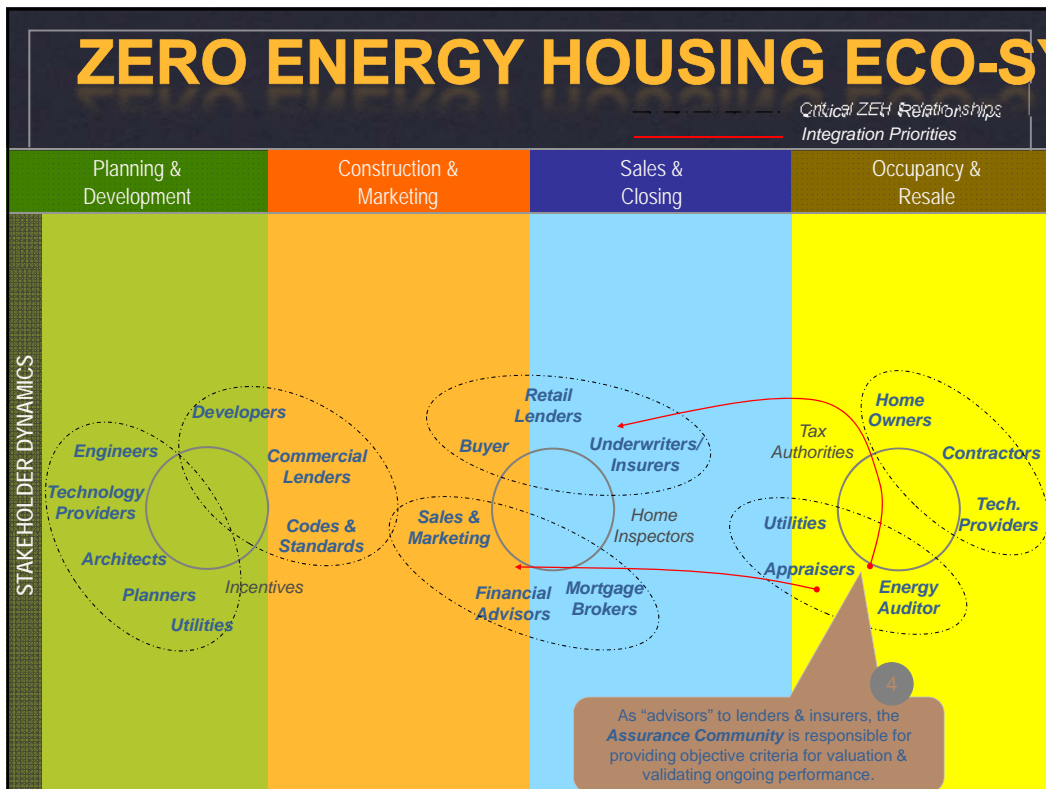 ZERO ENERGY HOUSING ECO-SY
Critical ZEH Relationships
Integration Priorities
Planning &
Development
Construction &
Marketing
Sales &
Closing
Occupancy &
Resale
STAKEHOLDER DYNAMICS
Developers
Engineers
Commercial
Lenders
Technology
Providers
Codes &
Standards
Architects
Planners
Incentives
Utilities
Retail
Lenders
Buyer
Underwriters/
Insurers
Sales &
Marketing
Home
Inspectors
Financial
Advisors
Mortgage
Brokers
Home
Owners
Tax
Authorities
Contractors
Tech.
Providers
Utilities
Appraisers
Energy
Auditor
4
As “advisors” to lenders & insurers, the
Assurance Community is responsible for
providing objective criteria for valuation &
validating ongoing performance.